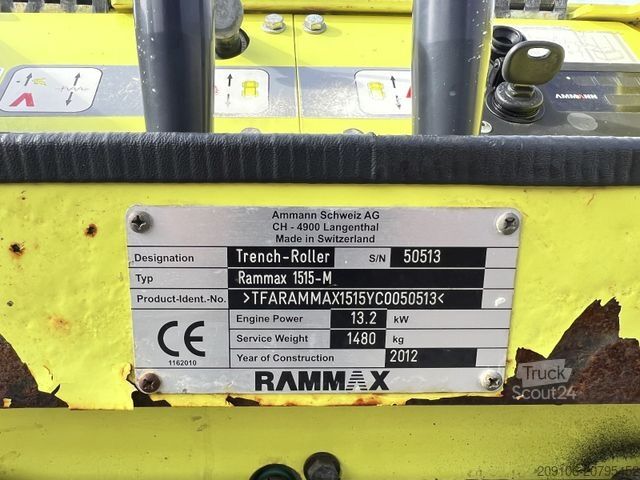 AMMANN
Ammann Schweiz AG
CH - 4900 Langenthal
Made in Switzerland
Designation Trench-Roller S/N 50513
Typ Rammax 1515-M
Product-Ident.-No. >TFARAMMAX1515YC0050513<
Engine Power 13.2 kW
Service Weight 1480 kg
Year of Construction 2012
CE
1162010
RAMMAX
Truck
Scout24